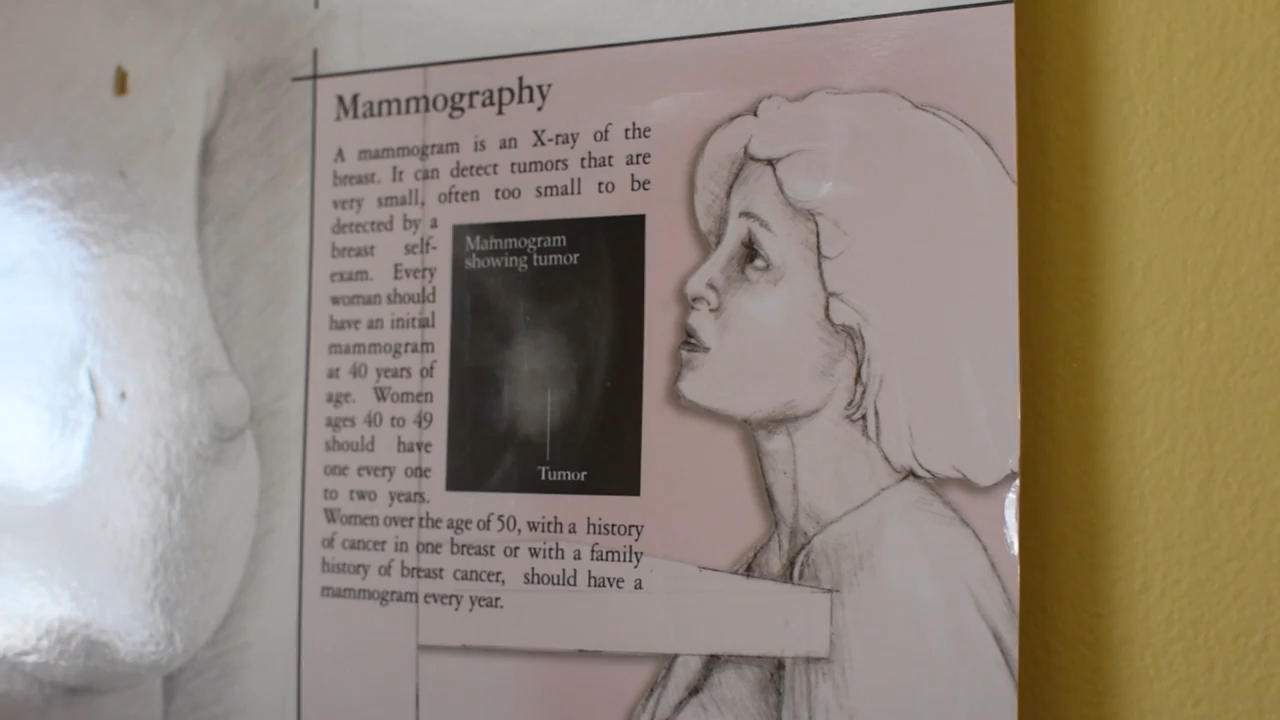 Mammography
A mammogram is an X-ray of the
breast. It can detect tumors that are
very small, often too small to be
detected by a
breast self-
exam. Every
woman should
have an initial
mammogram
at 40 years of
age. Women
ages 40 to 49
should have
one every one
to two years.
Women over the age of 50, with a history
of cancer in one breast or with a family
history of breast cancer, should have a
mammogram every year.
Mammogram
showing tumor
Tumor